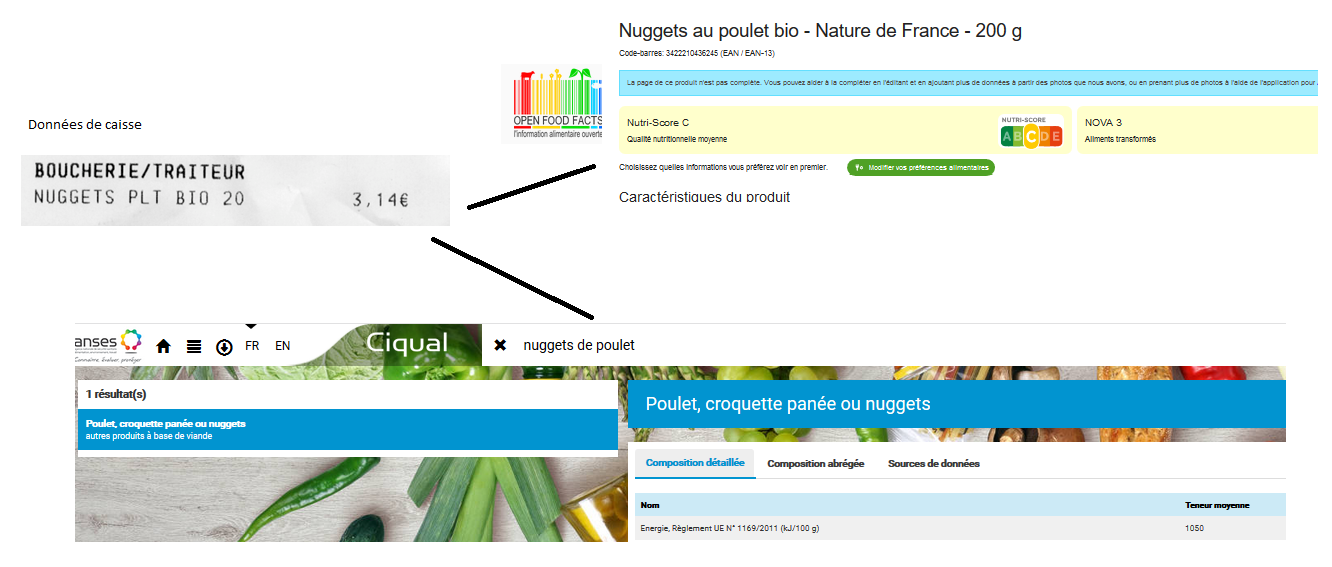 Nuggets au poulet bio - Nature de France - 200 g
Code-barres: 3422210436245 (EAN / EAN-13)
La page de ce produit n'est pas complète. Vous pouvez aider à la compléter en l'éditant et en ajoutant plus de données à partir des photos que nous avons, ou en prenant plus de photos à l'aide de l'application pour
OPEN FOOD FACTS
l'information alimentaire ouverte
Nutri-Score C
Qualité nutritionnelle moyenne
NUTRI-SCORE
A B C D E
NOVA 3
Aliments transformés
Choisissez quelles informations vous préférez voir en premier.
Modifier vos préférences alimentaires
Caractéristiques du produit
Données de caisse
BOUCHERIE/TRAITEUR
NUGGETS PLT BIO 20 3,14€
anses
Connaître, évaluer, protéger
FR EN
Ciqual
nuggets de poulet
1 résultat(s)
Poulet, croquette panée ou nuggets
autres produits à base de viande
Poulet, croquette panée ou nuggets
Composition détaillée Composition abrégée Sources de données
Nom Teneur moyenne
Energie, Règlement UE N° 1169/2011 (kJ/100 g) 1050